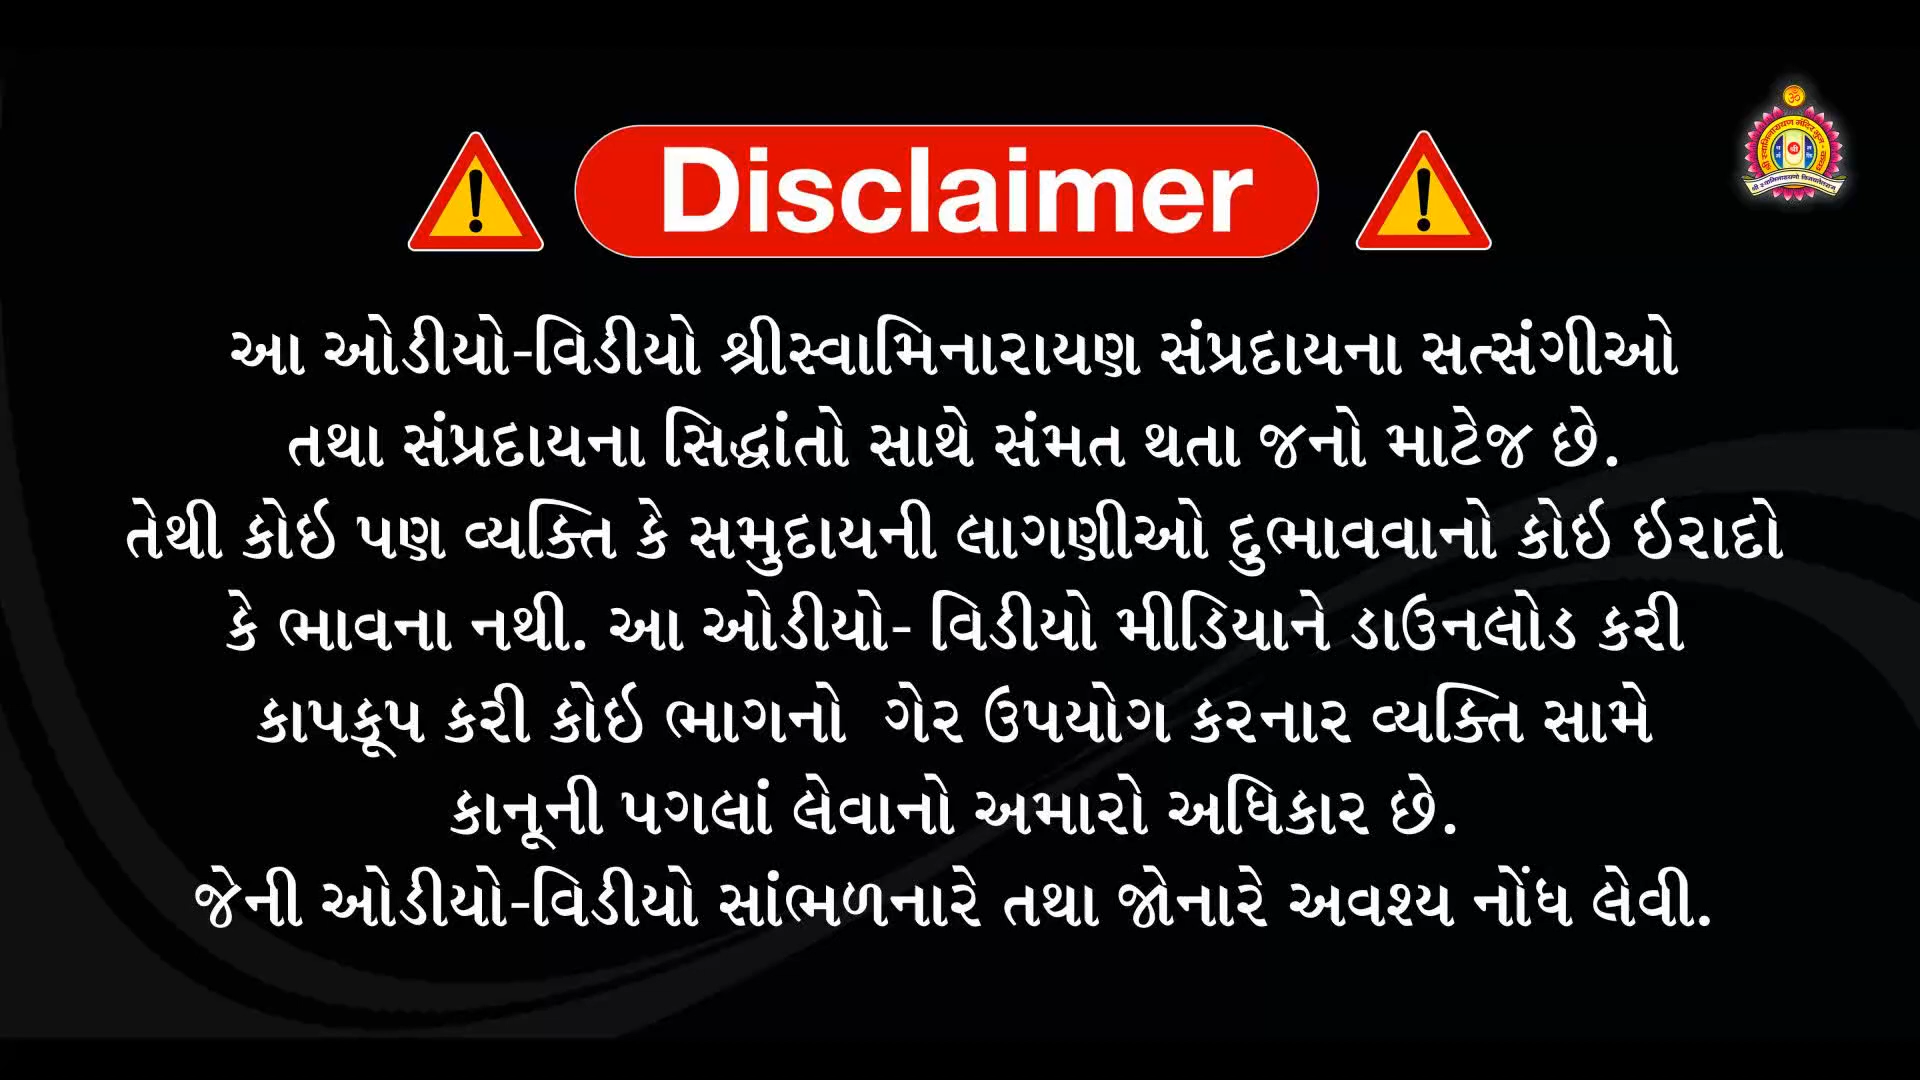 Disclaimer
આ ઓડીયો-વિડીયો શ્રીસ્વામિનારાયણ સંપ્રદાયના સત્સંગીઓ
તથા સંપ્રદાયના સિદ્ધાંતો સાથે સંમત થતા જનો માટેજ છે.
તેથી કોઇ પણ વ્યક્તિ કે સમુદાયની લાગણીઓ દુભાવવાનો કોઇ ઇરાદો
કે ભાવના નથી. આ ઓડીયો- વિડીયો મીડિયાને ડાઉનલોડ કરી
કાપકૂપ કરી કોઇ ભાગનો  ગેર ઉપયોગ કરનાર વ્યક્તિ સામે
કાનૂની પગલાં લેવાનો અમારો અધિકાર છે.
જેની ઓડીયો-વિડીયો સાંભળનારે તથા જોનારે અવશ્ય નોંધ લેવી.